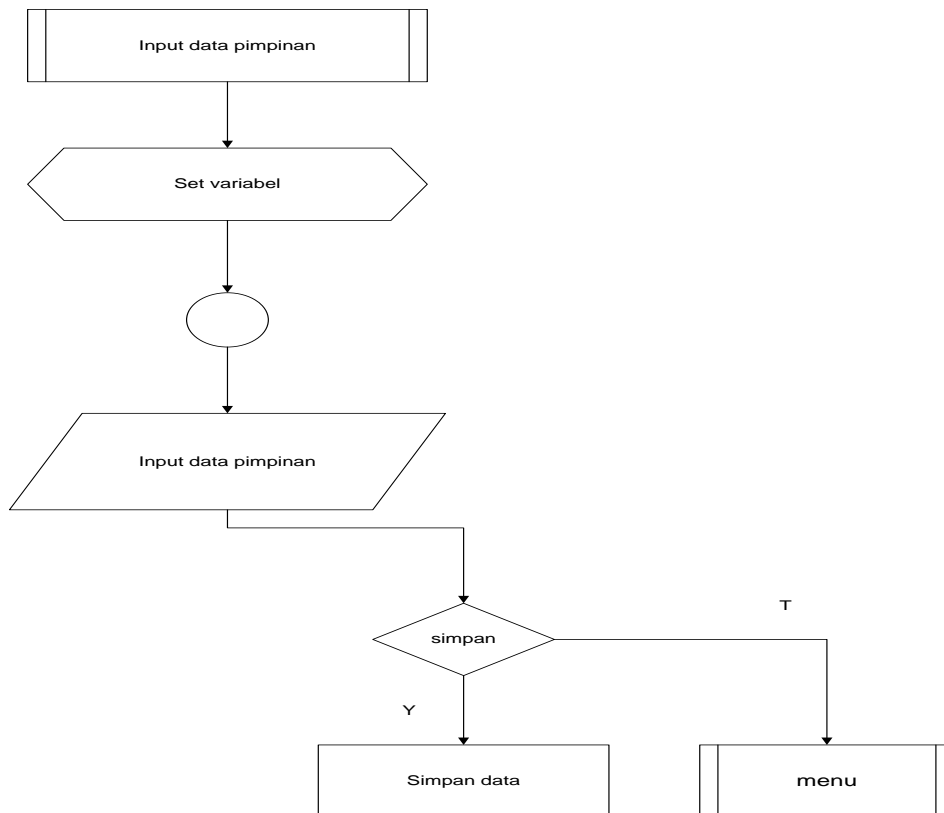 Input data pimpinan
Set variabel
Input data pimpinan
T
simpan
Y
Simpan data
menu